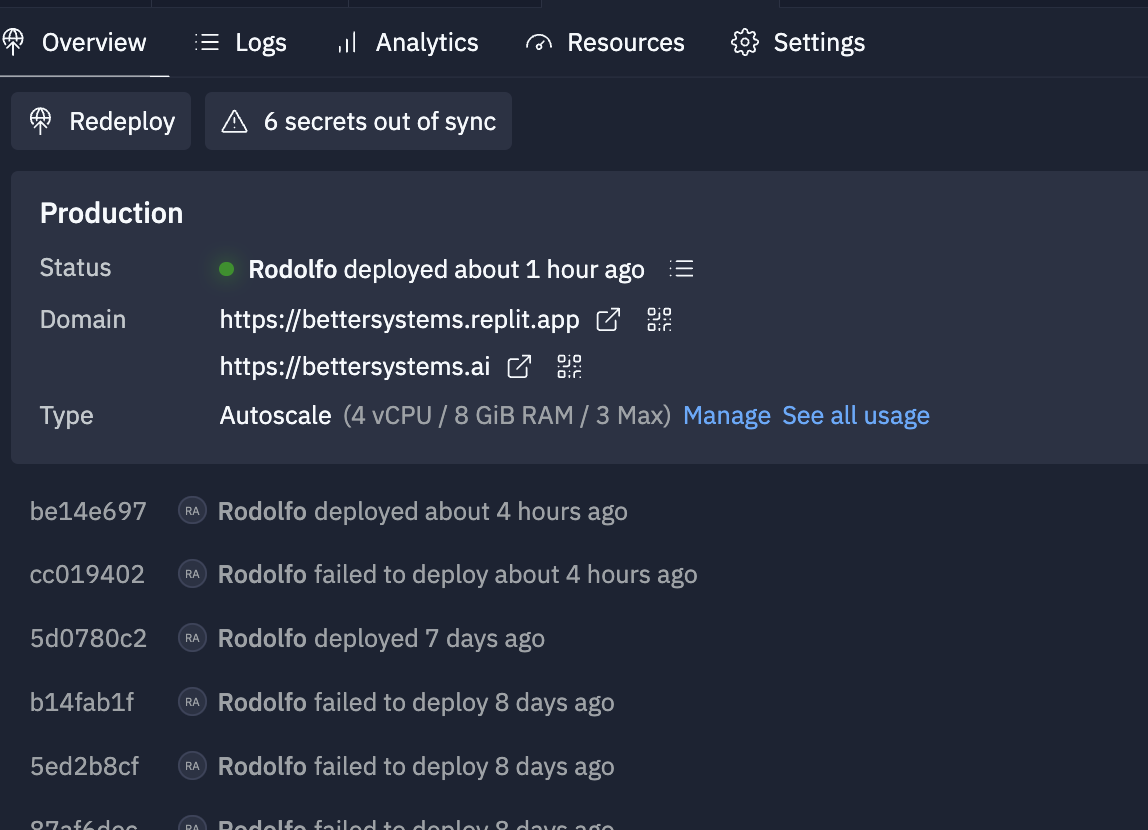 Overview Logs Analytics Resources Settings
Redeploy 6 secrets out of sync
Production
Status Rodolfo deployed about 1 hour ago
Domain https://bettersystems.replit.app
https://bettersystems.ai
Type Autoscale (4 vCPU / 8 GiB RAM / 3 Max) Manage See all usage
be14e697 RA Rodolfo deployed about 4 hours ago
cc019402 RA Rodolfo failed to deploy about 4 hours ago
5d0780c2 RA Rodolfo deployed 7 days ago
b14fab1f RA Rodolfo failed to deploy 8 days ago
5ed2b8cf RA Rodolfo failed to deploy 8 days ago
RA Rodolfo failed to deploy 8 days ago